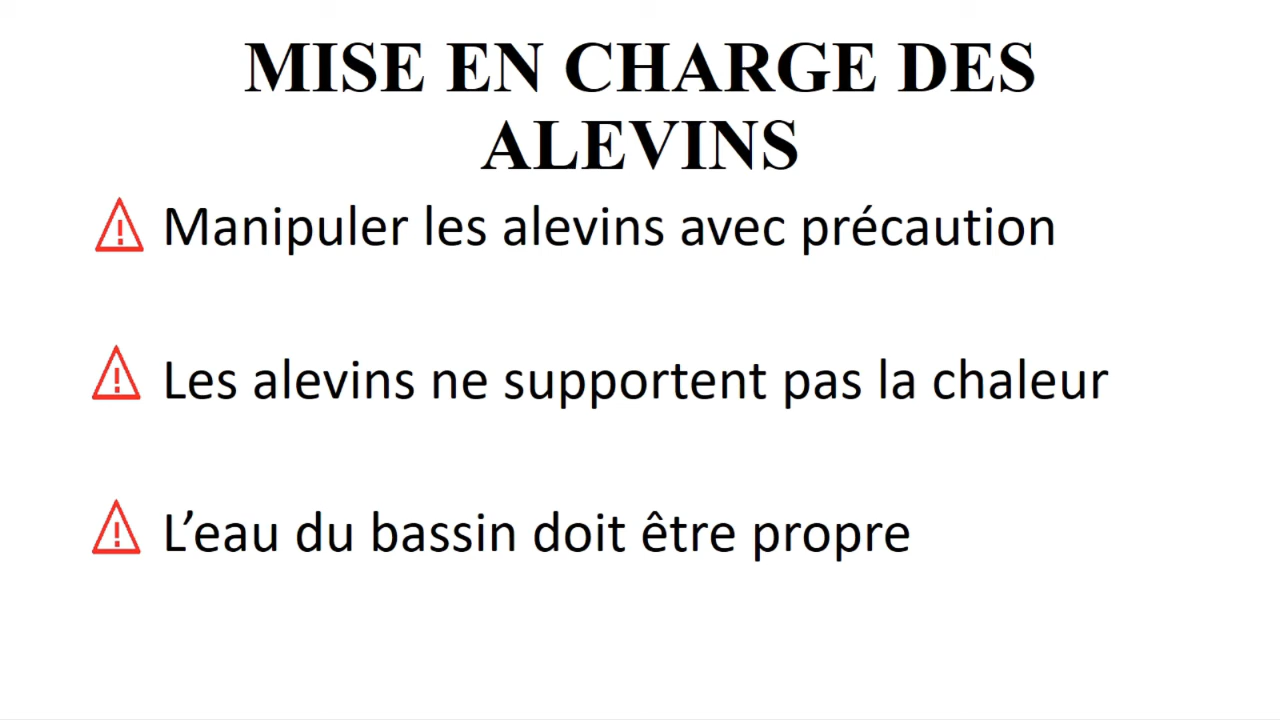 MISE EN CHARGE DES
ALEVINS
Manipuler les alevins avec précaution
Les alevins ne supportent pas la chaleur
L’eau du bassin doit être propre